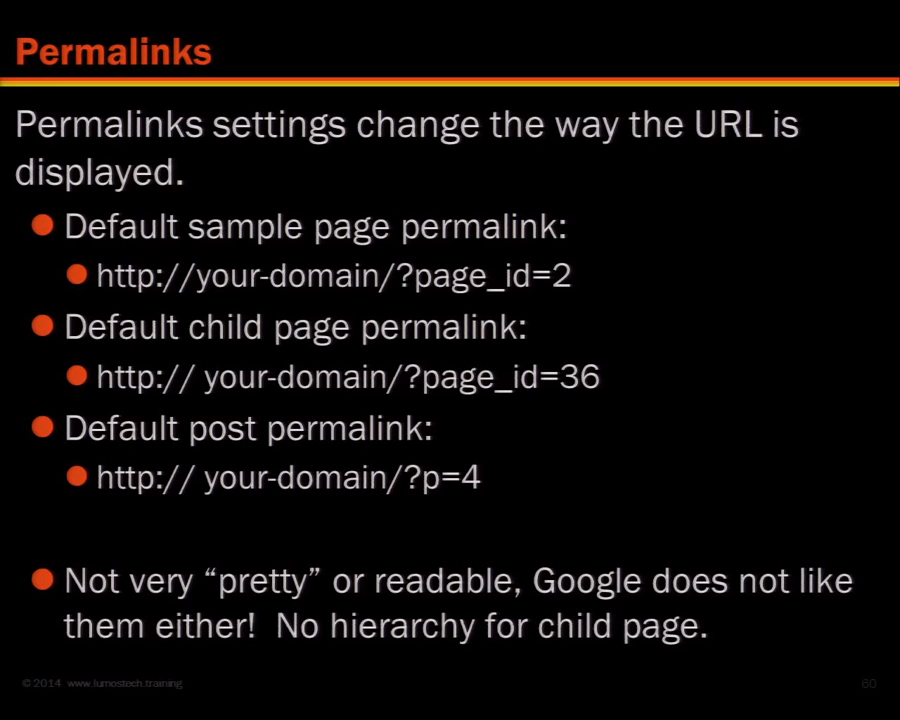 Permalinks
Permalinks settings change the way the URL is
displayed.
Default sample page permalink:
http://your-domain/?page_id=2
Default child page permalink:
http:// your-domain/?page_id=36
Default post permalink:
http:// your-domain/?p=4
Not very “pretty” or readable, Google does not like
them either!  No hierarchy for child page.
© 2014 www.lumostech.training
60